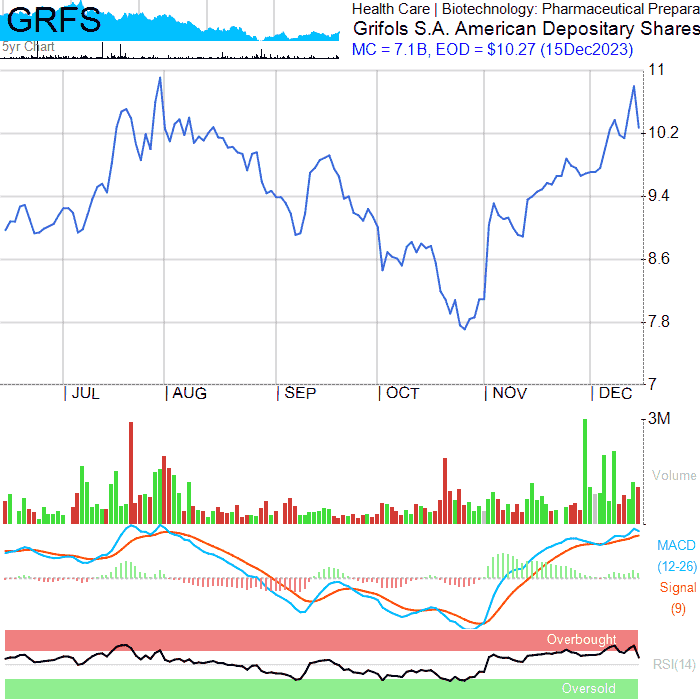 GRFS
Health Care | Biotechnology: Pharmaceutical Prepara
Grifols S.A. American Depositary Shares
5yr Chart
MC = 7.1B, EOD = $10.27 (15Dec2023)
11
10.2
9.4
8.6
7.8
7
| JUL | AUG | SEP | OCT | NOV | DEC
3M
Volume
MACD
(12-26)
Signal
(9)
Overbought
RSI(14)
Oversold